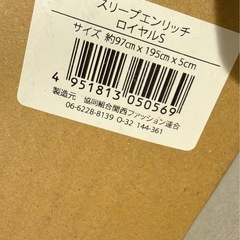 スリープエンリッチ
ロイヤルS
サイズ 約97cm×195cm×5cm
4 951813 050569
製造元 協同組合関西ファッション連合
06-6228-8139 O-32 144-361